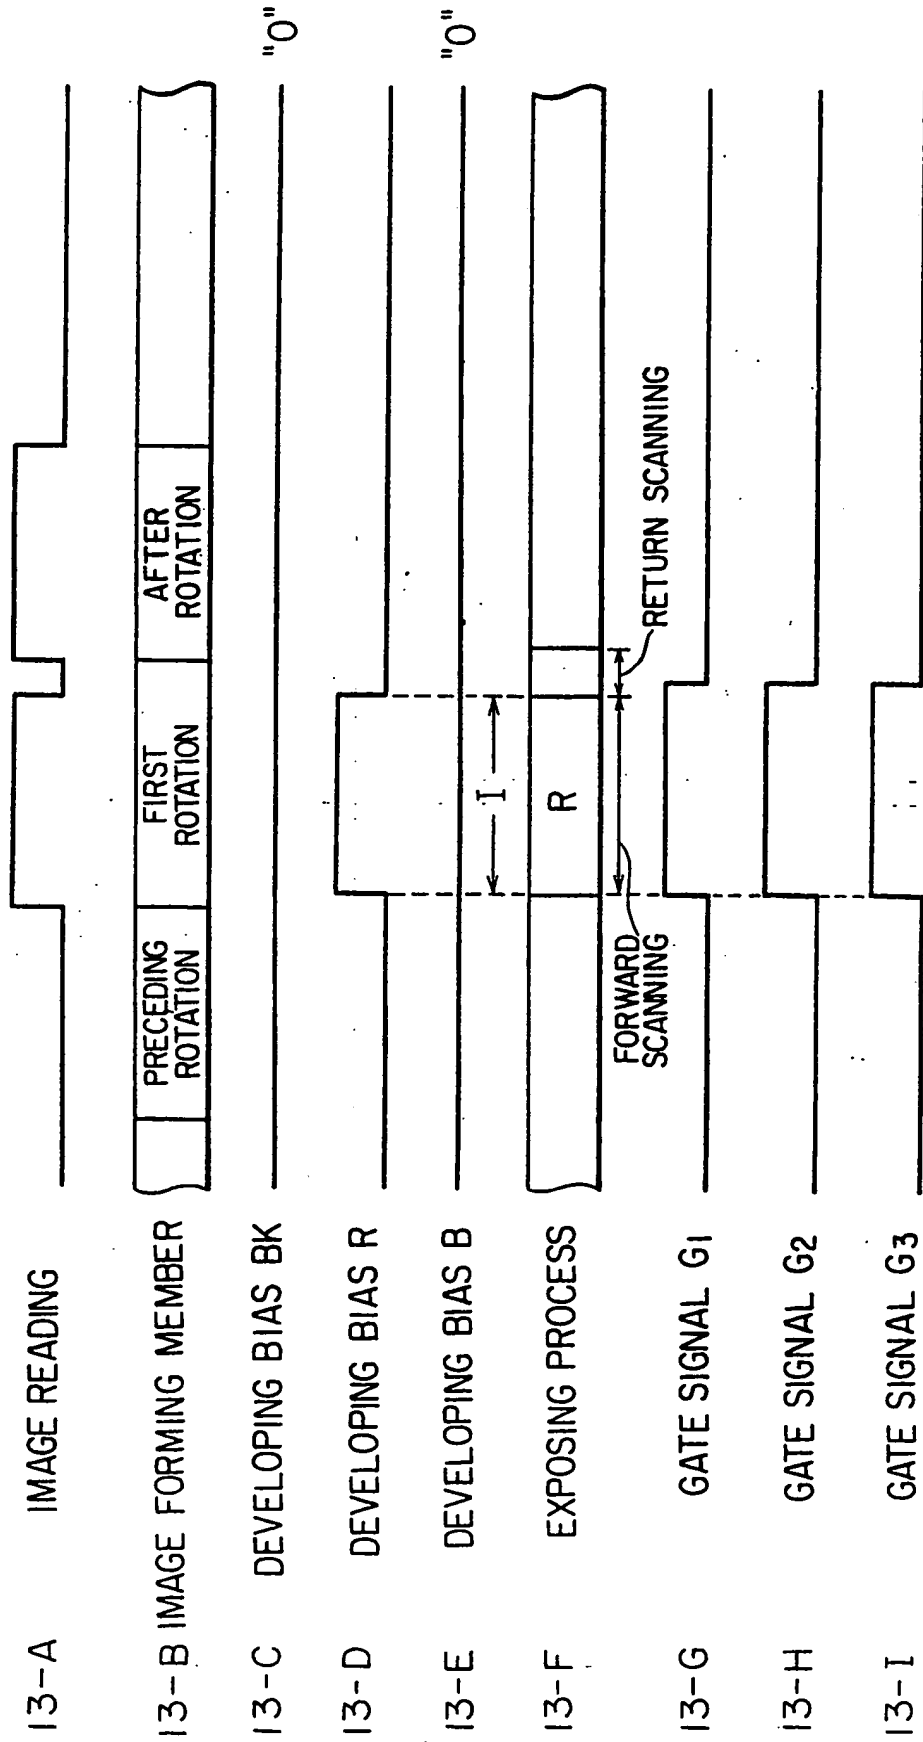 13-A IMAGE READING
13-B IMAGE FORMING MEMBER
PRECEDING
ROTATION
FIRST
ROTATION
AFTER
ROTATION
13-C DEVELOPING BIAS BK
"0"
13-D DEVELOPING BIAS R
13-E DEVELOPING BIAS B
"0"
I
13-F EXPOSING PROCESS
R
FORWARD
SCANNING
RETURN SCANNING
13-G GATE SIGNAL G1
13-H GATE SIGNAL G2
13-I GATE SIGNAL G3